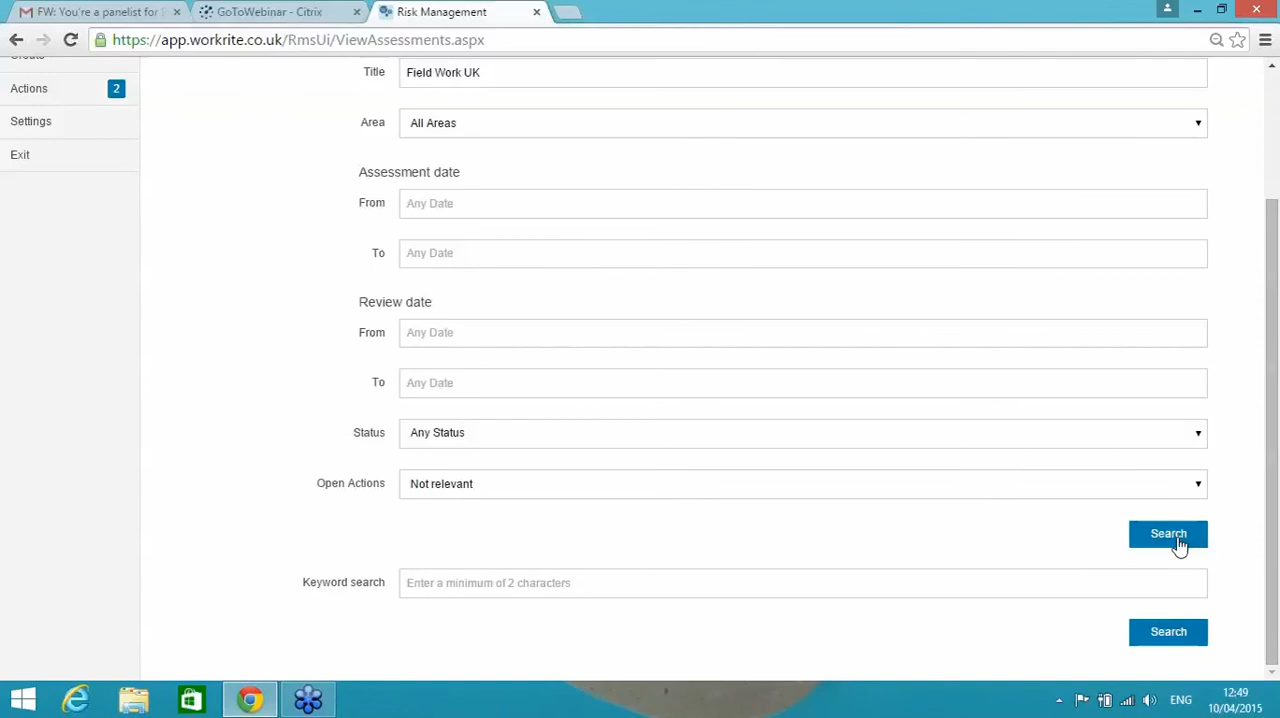 FW: You're a panelist for
GoToWebinar - Citrix
Risk Management
https://app.workrite.co.uk/RmsUi/ViewAssessments.aspx
Title
Field Work UK
Actions
2
Area
All Areas
Settings
Exit
Assessment date
From
Any Date
To
Any Date
Review date
From
Any Date
To
Any Date
Status
Any Status
Open Actions
Not relevant
Search
Keyword search
Enter a minimum of 2 characters
Search
ENG
12:49
10/04/2015